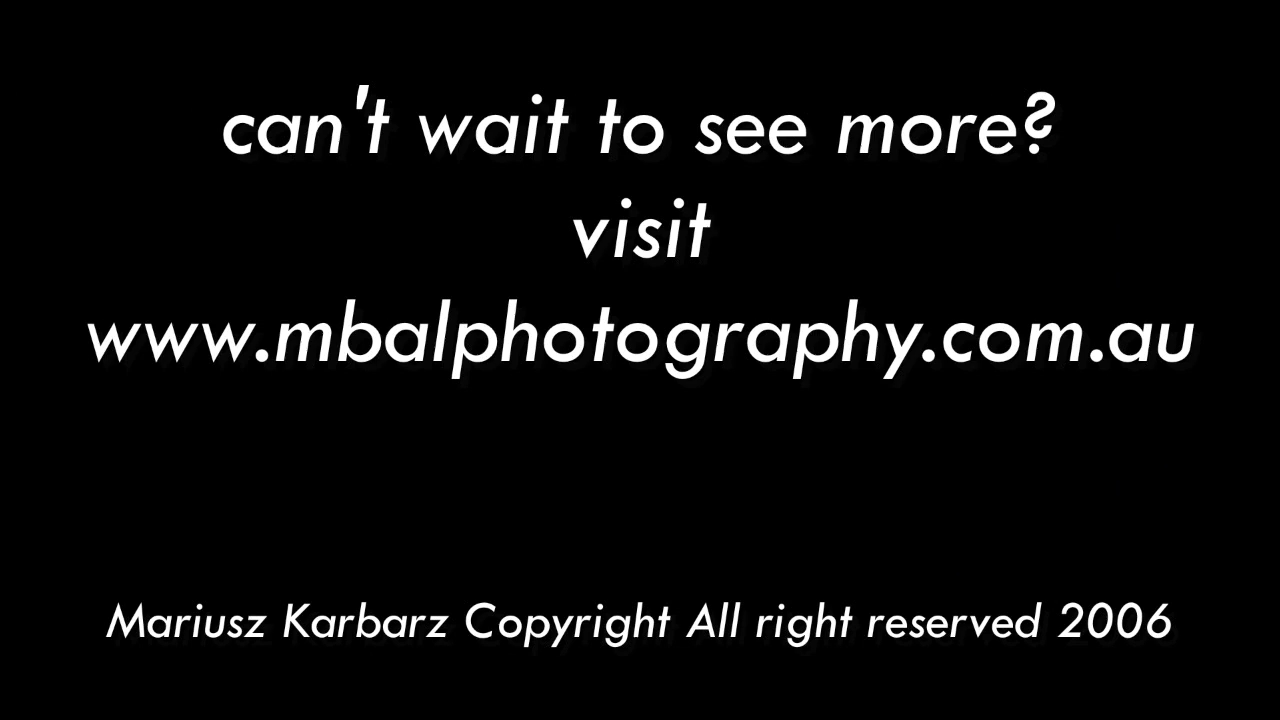 can't wait to see more?
visit
www.mbalphotography.com.au
Mariusz Karbarz Copyright All right reserved 2006